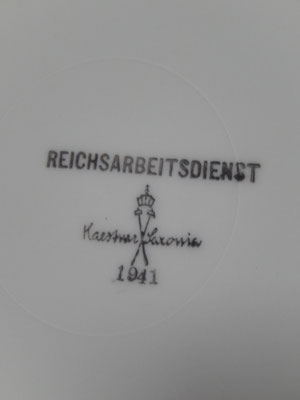 REICHSARBEITSDIENST
Kaestner Saxonia
1941